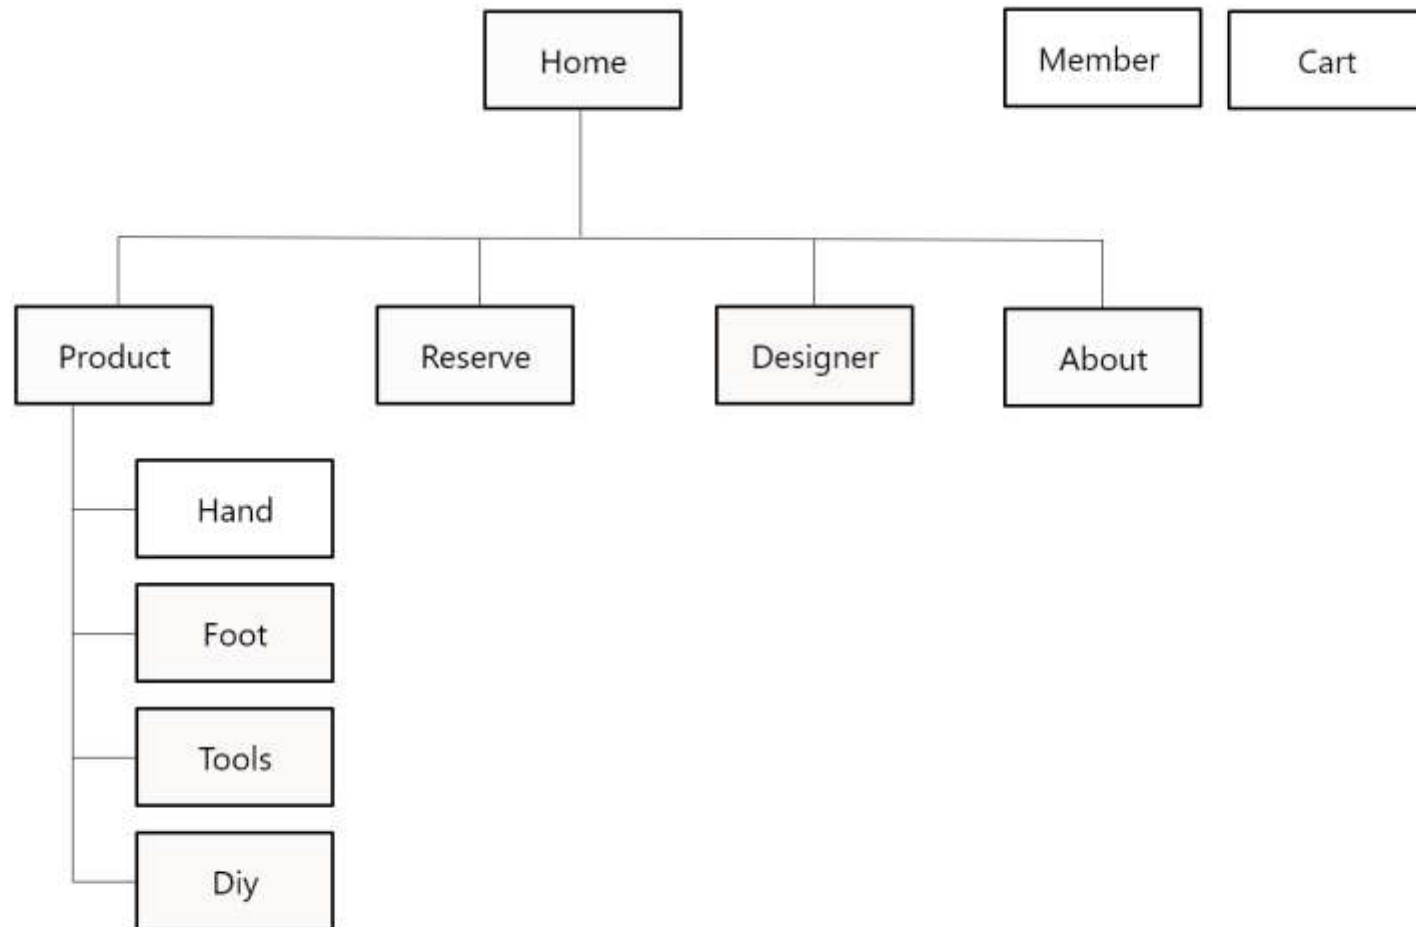 Home
Member
Cart
Product
Reserve
Designer
About
Hand
Foot
Tools
Diy